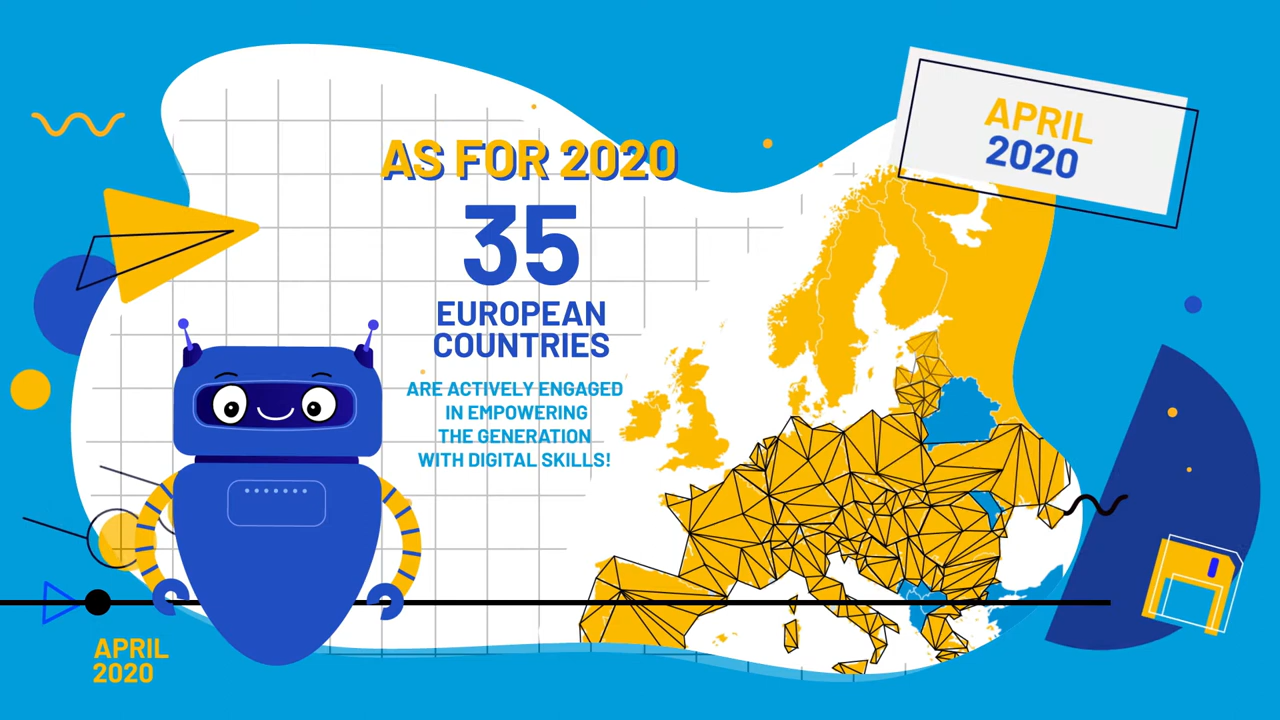 AS FOR 2020
35
EUROPEAN
COUNTRIES
ARE ACTIVELY ENGAGED
IN EMPOWERING
THE GENERATION
WITH DIGITAL SKILLS!
APRIL
2020
APRIL
2020